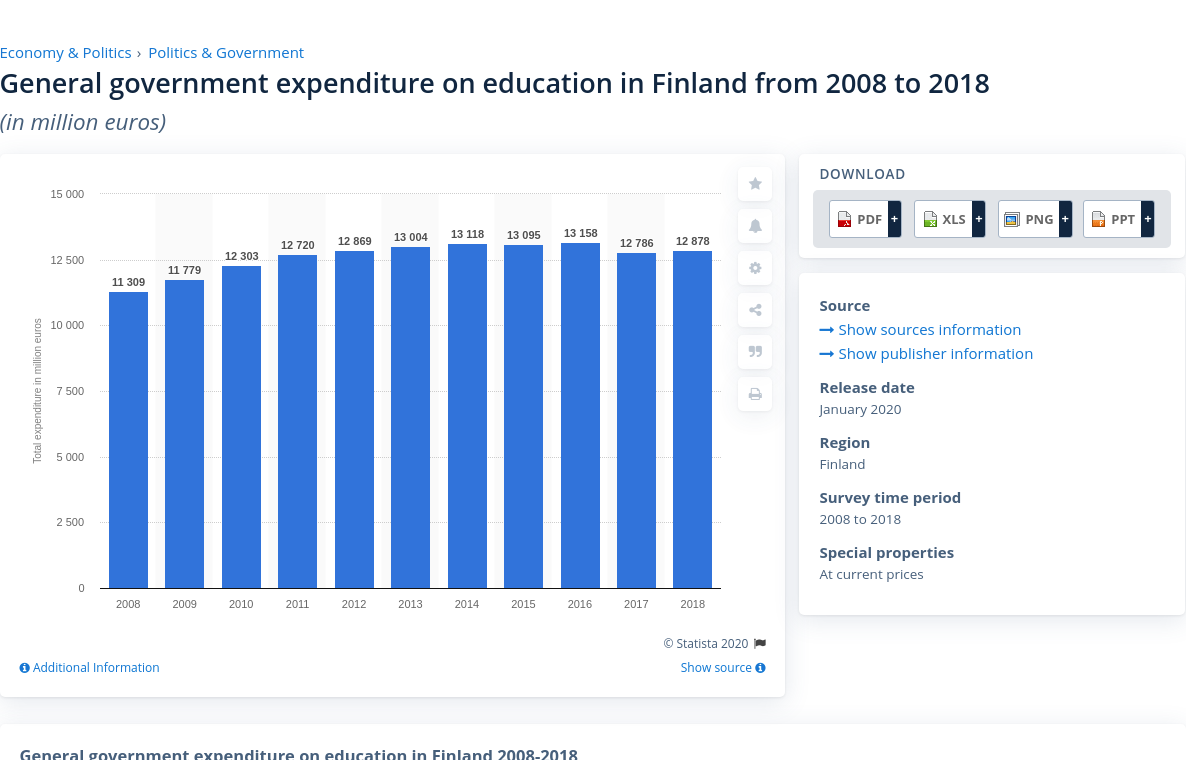 Economy & Politics › Politics & Government
General government expenditure on education in Finland from 2008 to 2018
(in million euros)
Total expenditure in million euros
15 000
12 500
10 000
7 500
5 000
2 500
0
11 309
11 779
12 303
12 720
12 869
13 004
13 118
13 095
13 158
12 786
12 878
2008 2009 2010 2011 2012 2013 2014 2015 2016 2017 2018
© Statista 2020
Additional Information
Show source
DOWNLOAD
PDF + XLS + PNG + PPT +
Source
Show sources information
Show publisher information
Release date
January 2020
Region
Finland
Survey time period
2008 to 2018
Special properties
At current prices
General government expenditure on education in Finland 2008-2018